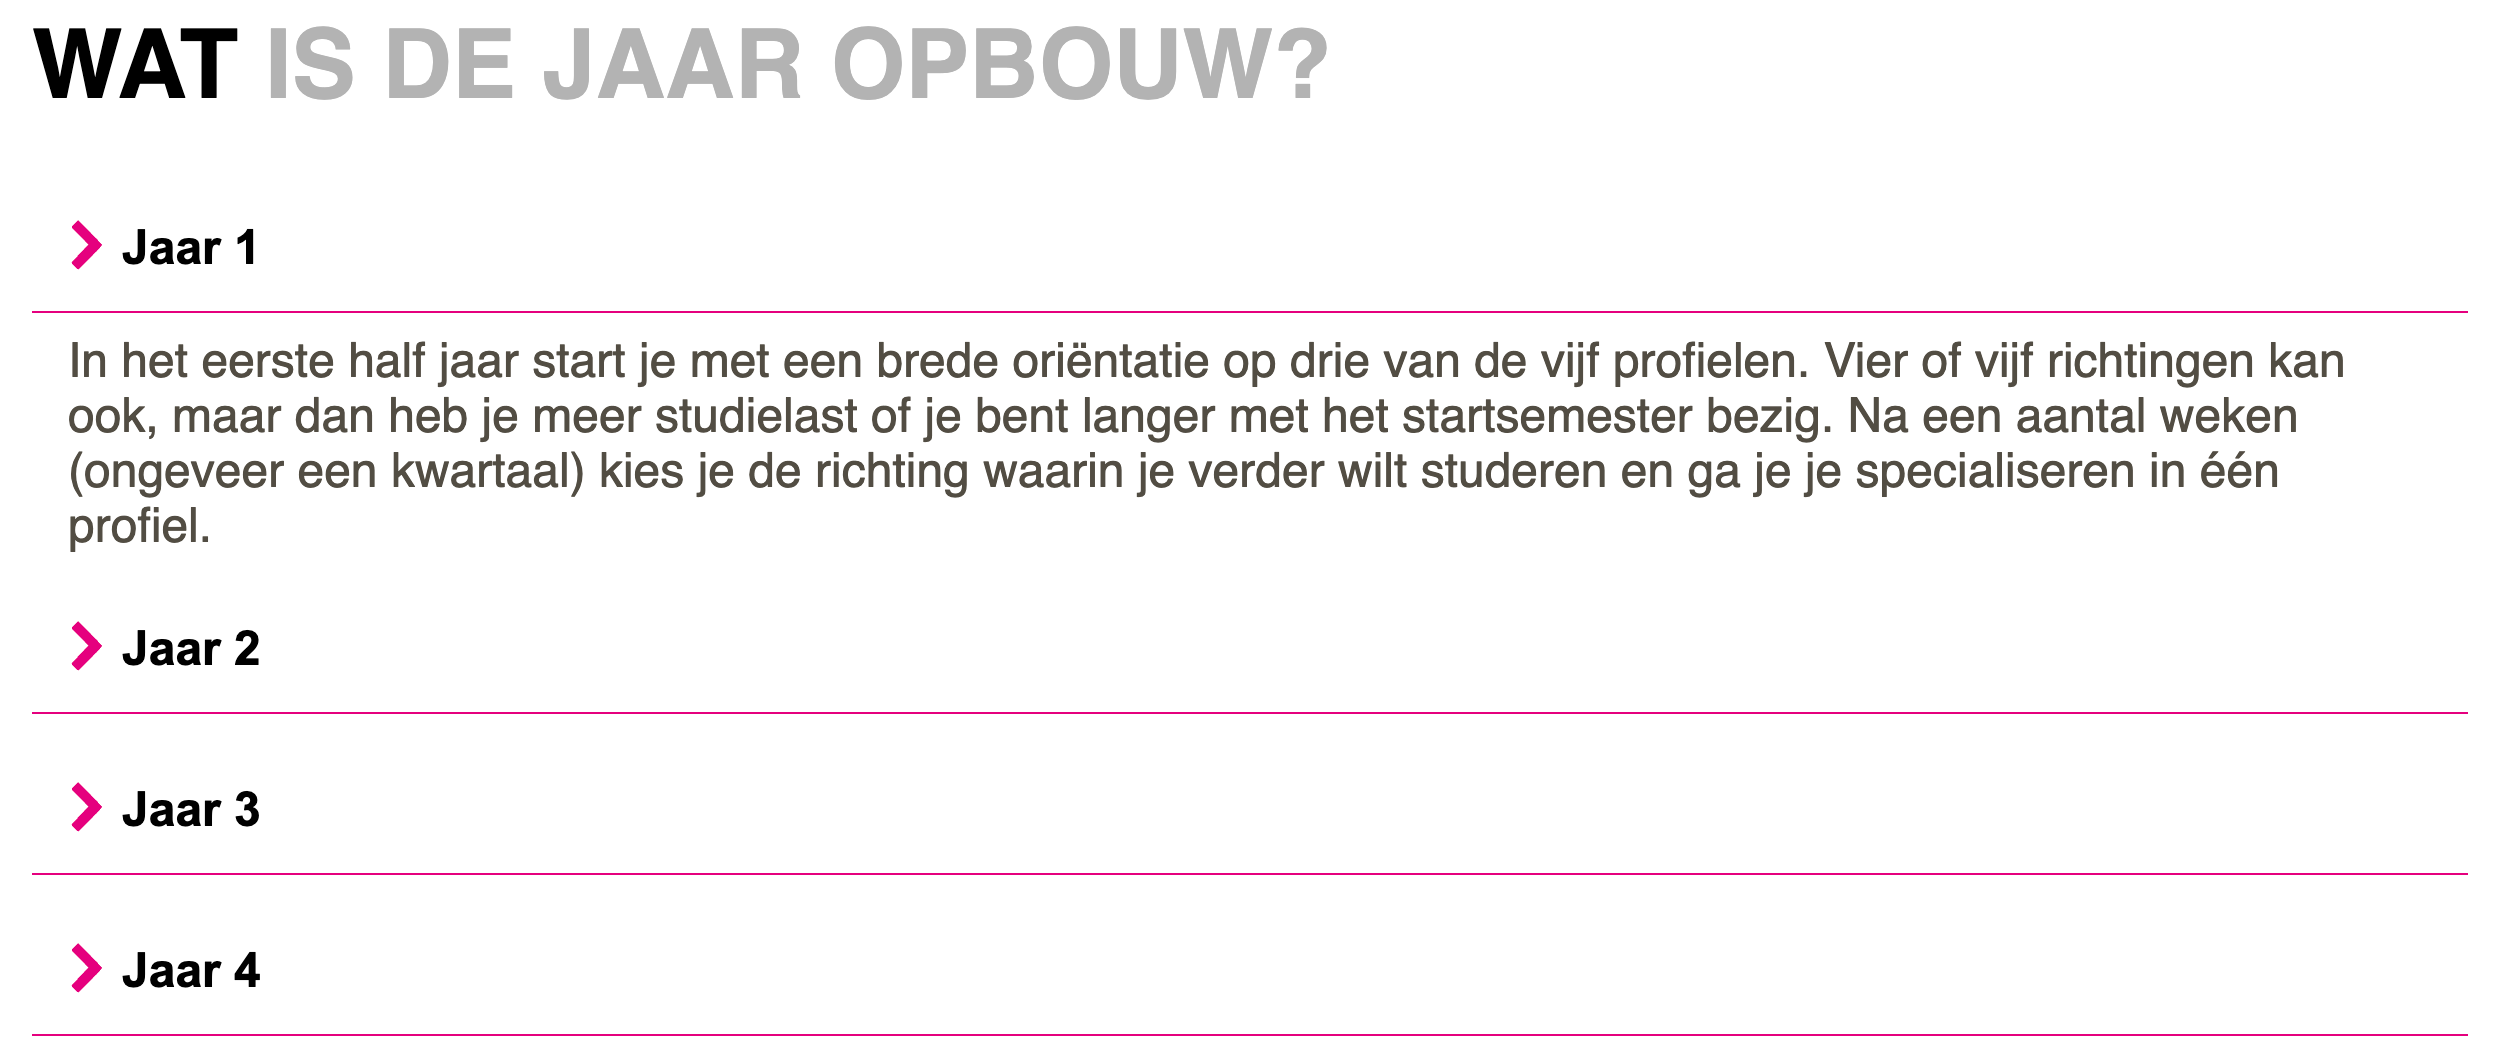 WAT IS DE JAAR OPBOUW?
Jaar 1
In het eerste half jaar start je met een brede oriëntatie op drie van de vijf profielen. Vier of vijf richtingen kan
ook, maar dan heb je meer studielast of je bent langer met het startsemester bezig. Na een aantal weken
(omgeveer een kwartaal) kies je de richting waarin je verder wilt studeren en ga je je specialiseren in één
profiel.
Jaar 2
Jaar 3
Jaar 4